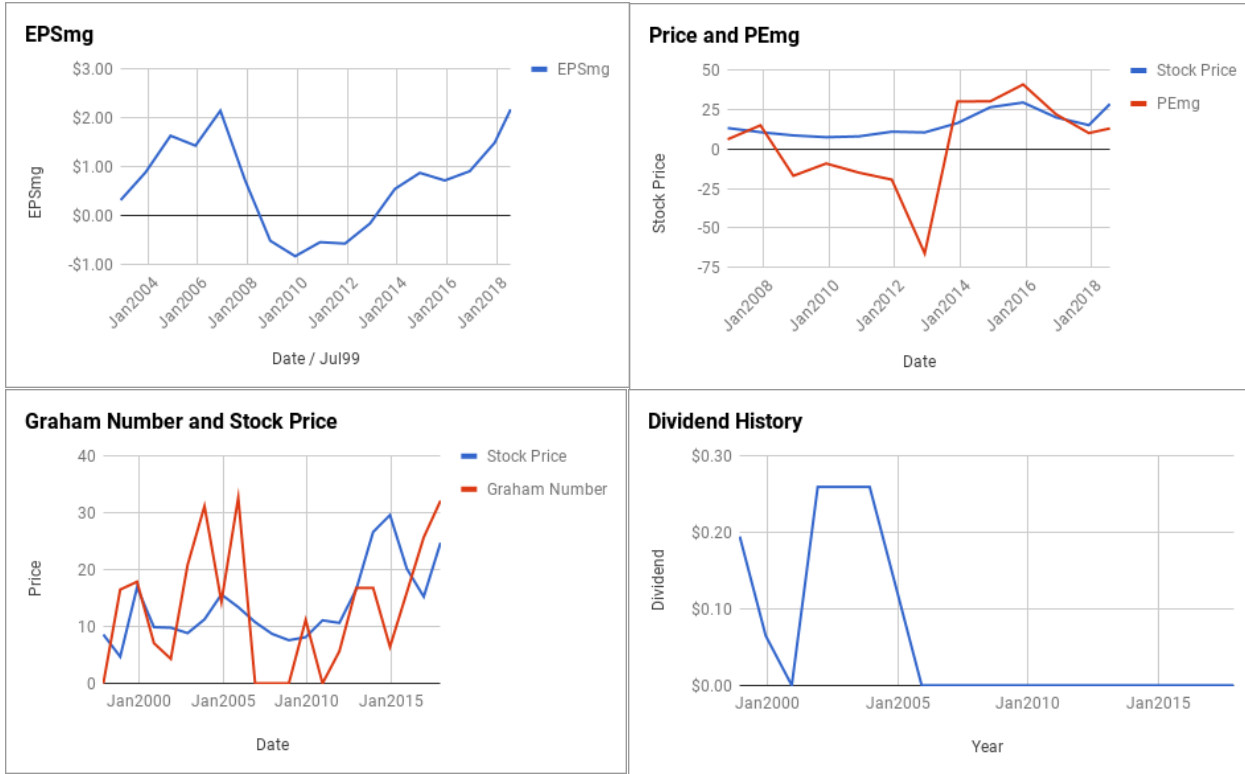 EPSmg
$3.00
$2.00
$1.00
$0.00
-$1.00
EPSmg
EPSmg
Jan2004
Jan2006
Jan2008
Jan2010
Jan2012
Jan2014
Jan2016
Jan2018
Date / Jul99
Price and PEmg
50
25
0
-25
-50
-75
Stock Price
Stock Price
PEmg
Jan2008
Jan2010
Jan2012
Jan2014
Jan2016
Jan2018
Date
Graham Number and Stock Price
40
30
20
10
0
Price
Stock Price
Graham Number
Jan2000
Jan2005
Jan2010
Jan2015
Date
Dividend History
$0.30
$0.20
$0.10
$0.00
Dividend
Jan2000
Jan2005
Jan2010
Jan2015
Year